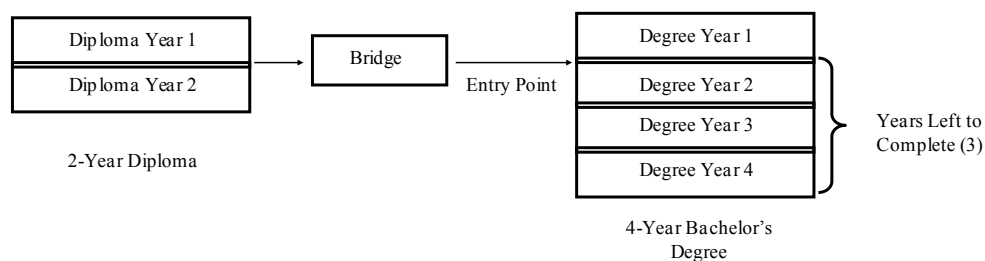 Diploma Year 1
Diploma Year 2
2-Year Diploma
Bridge
Entry Point
Degree Year 1
Degree Year 2
Degree Year 3
Degree Year 4
4-Year Bachelor's
Degree
Years Left to
Complete (3)